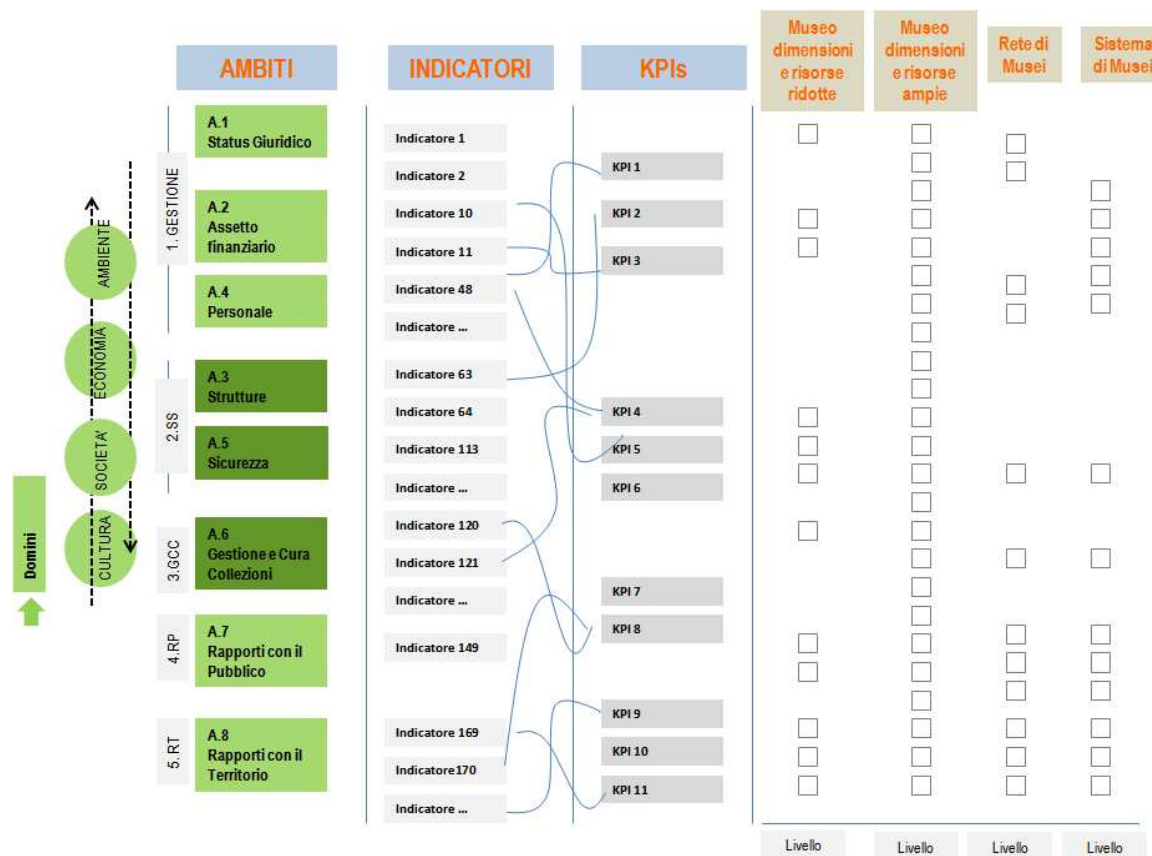 AMBITI
INDICATORI
KPIs
Museo
dimensioni
e risorse
ridotte
Museo
dimensioni
e risorse
ampie
Rete di
Musei
Sistema
di Musei
Domini
AMBIENTE
ECONOMIA
SOCIETA'
CULTURA
1. GESTIONE
2.SS
3.GCC
4.RP
5. RT
A.1
Status Giuridico
A.2
Assetto
finanziario
A.4
Personale
A.3
Strutture
A.5
Sicurezza
A.6
Gestione e Cura
Collezioni
A.7
Rapporti con il
Pubblico
A.8
Rapporti con il
Territorio
Indicatore 1
Indicatore 2
Indicatore 10
Indicatore 11
Indicatore 48
Indicatore ...
Indicatore 63
Indicatore 64
Indicatore 113
Indicatore ...
Indicatore 120
Indicatore 121
Indicatore ...
Indicatore 149
Indicatore 169
Indicatore170
Indicatore ...
KPI 1
KPI 2
KPI 3
KPI 4
KPI 5
KPI 6
KPI 7
KPI 8
KPI 9
KPI 10
KPI 11
Livello
Livello
Livello
Livello